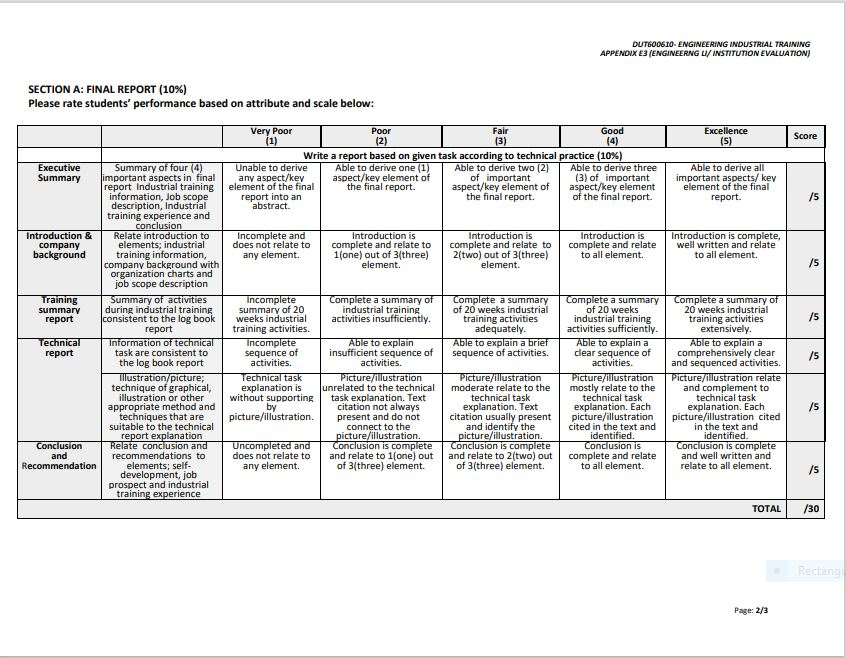 DUT600610- ENGINEERING INDUSTRIAL TRAINING
APPENDIX E3 (ENGINEERNG LI/ INSTITUTION EVALUATION)
SECTION A: FINAL REPORT (10%)
Please rate students’ performance based on attribute and scale below:
Very Poor
(1)
Poor
(2)
Fair
(3)
Good
(4)
Excellence
(5)
Score
Write a report based on given task according to technical practice (10%)
Executive
Summary
Summary of four (4)
important aspects in final
report Industrial training
information, Job scope
description, Industrial
training experience and
conclusion
Unable to derive
any aspect/key
element of the final
report into an
abstract.
Able to derive one (1)
aspect/key element of
the final report.
Able to derive two (2)
of important
aspect/key element of
the final report.
Able to derive three
(3) of important
aspect/key element
of the final report.
Able to derive all
important aspects/ key
element of the final
report.
/5
Introduction &
company
background
Relate introduction to
elements; industrial
training information,
company background with
organization charts and
job scope description
Incomplete and
does not relate to
any element.
Introduction is
complete and relate to
1(one) out of 3(three)
element.
Introduction is
complete and relate to
2(two) out of 3(three)
element.
Introduction is
complete and relate
to all element.
Introduction is complete,
well written and relate
to all element.
/5
Training
summary
report
Summary of activities
during industrial training
consistent to the log book
report
Incomplete
summary of 20
weeks industrial
training activities.
Complete a summary of
industrial training
activities insufficiently.
Complete a summary
of 20 weeks industrial
training activities
adequately.
Complete a summary
of 20 weeks
industrial training
activities sufficiently.
Complete a summary of
20 weeks industrial
training activities
extensively.
/5
Technical
report
Information of technical
task are consistent to
the log book report
Incomplete
sequence of
activities.
Able to explain
insufficient sequence of
activities.
Able to explain a brief
sequence of activities.
Able to explain a
clear sequence of
activities.
Able to explain a
comprehensively clear
and sequenced activities.
/5
Illustration/picture;
technique of graphical,
illustration or other
appropriate method and
techniques that are
suitable to the technical
report explanation
Technical task
explanation is
without supporting
by
picture/illustration.
Picture/illustration
unrelated to the technical
task explanation. Text
citation not always
present and do not
connect to the
picture/illustration.
Picture/illustration
moderate relate to the
technical task
explanation. Text
citation usually present
and identify the
picture/illustration.
Picture/illustration
mostly relate to the
technical task
explanation. Each
picture/illustration
cited in the text and
identified.
Picture/illustration relate
and complement to
technical task
explanation. Each
picture/illustration cited
in the text and
identified.
/5
Conclusion
and
Recommendation
Relate conclusion and
recommendations to
elements; self-
development, job
prospect and industrial
training experience
Uncompleted and
does not relate to
any element.
Conclusion is complete
and relate to 1(one) out
of 3(three) element.
Conclusion is complete
and relate to 2(two) out
of 3(three) element.
Conclusion is
complete and relate
to all element.
Conclusion is complete
and well written and
relate to all element.
/5
TOTAL
/30
Page: 2/3